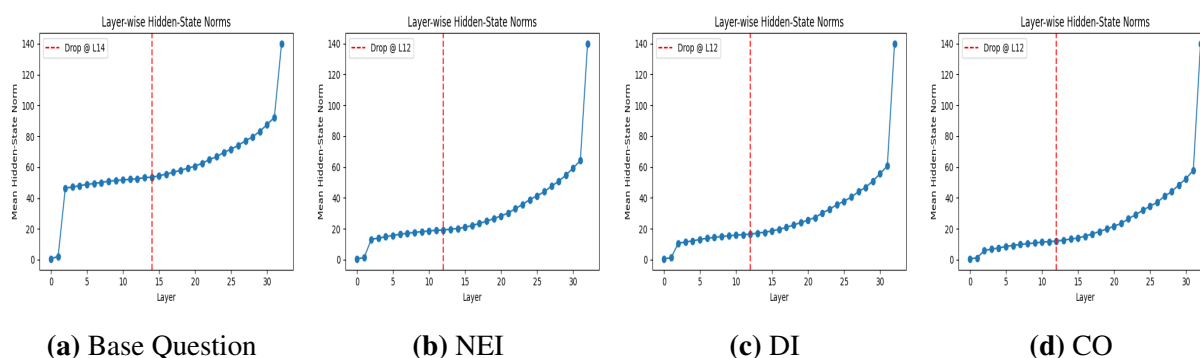 Layer-wise Hidden-State Norms
Drop @ L14
Mean Hidden-State Norm
140
120
100
80
60
40
20
0
0 5 10 15 20 25 30
Layer
(a) Base Question
Layer-wise Hidden-State Norms
Drop @ L12
Mean Hidden-State Norm
140
120
100
80
60
40
20
0
0 5 10 15 20 25 30
Layer
(b) NEI
Layer-wise Hidden-State Norms
Drop @ L12
Mean Hidden-State Norm
140
120
100
80
60
40
20
0
0 5 10 15 20 25 30
Layer
(c) DI
Layer-wise Hidden-State Norms
Drop @ L12
Mean Hidden-State Norm
140
120
100
80
60
40
20
0
0 5 10 15 20 25 30
Layer
(d) CO